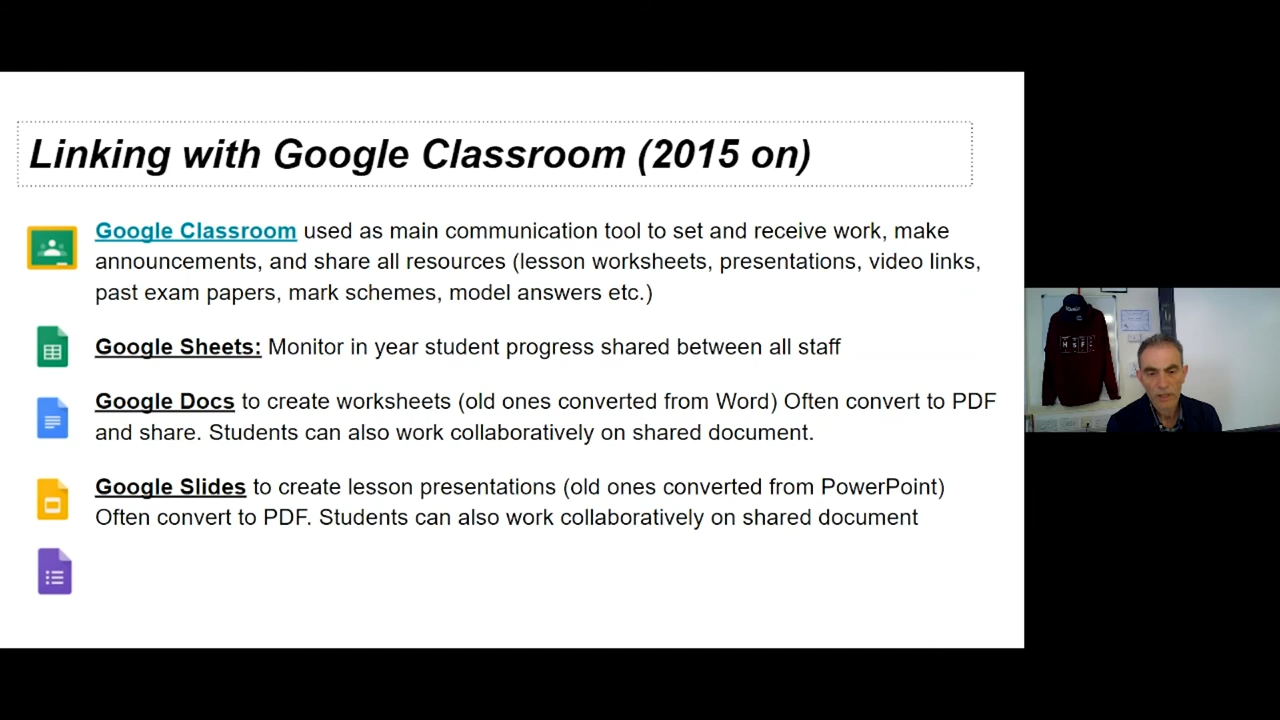 Linking with Google Classroom (2015 on)
Google Classroom used as main communication tool to set and receive work, make
announcements, and share all resources (lesson worksheets, presentations, video links,
past exam papers, mark schemes, model answers etc.)
Google Sheets: Monitor in year student progress shared between all staff
Google Docs to create worksheets (old ones converted from Word) Often convert to PDF
and share. Students can also work collaboratively on shared document.
Google Slides to create lesson presentations (old ones converted from PowerPoint)
Often convert to PDF. Students can also work collaboratively on shared document